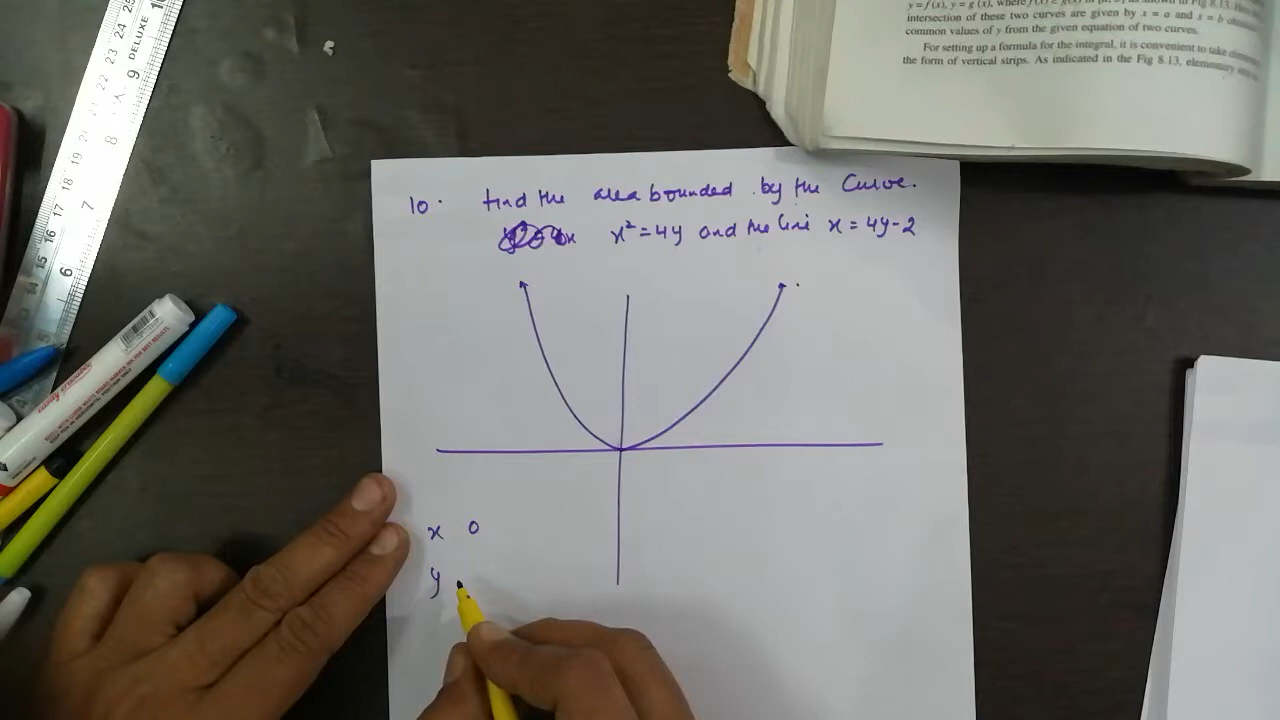 y = f (x), y = g (x), where
intersection of these two curves are given by x = a and x = b
common values of y from the given equation of two curves.
For setting up a formula for the integral, it is convenient to take
the form of vertical strips. As indicated in the Fig 8.13, elementary
DELUXE
10. find the area bounded by the Curve.
x²=4y and the line x = 4y-2
x 0
y